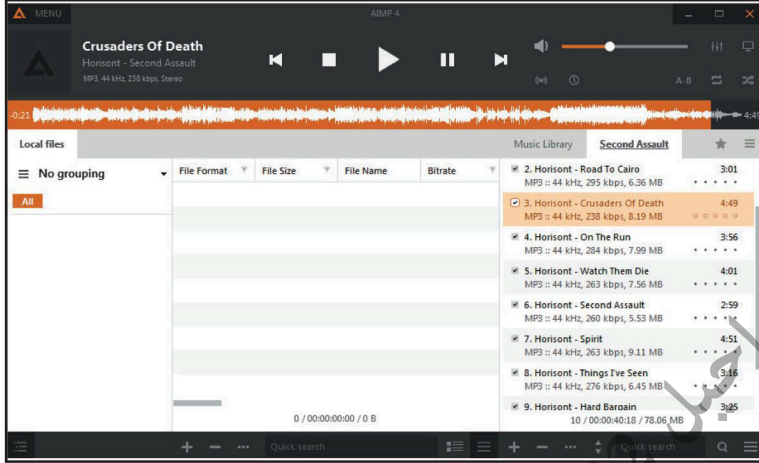 MENU
AIMP 4
Crusaders Of Death
Horisont - Second Assault
MP3, 44 kHz, 238 kbps, Stereo
A-B
-0:21
4:49
Local files
Music Library
Second Assault
No grouping
File Format
File Size
File Name
Bitrate
All
2. Horisont - Road To Cairo 3:01
MP3 :: 44 kHz, 295 kbps, 6.36 MB
3. Horisont - Crusaders Of Death 4:49
MP3 :: 44 kHz, 238 kbps, 8.19 MB
4. Horisont - On The Run 3:56
MP3 :: 44 kHz, 284 kbps, 7.99 MB
5. Horisont - Watch Them Die 4:01
MP3 :: 44 kHz, 263 kbps, 7.56 MB
6. Horisont - Second Assault 2:59
MP3 :: 44 kHz, 260 kbps, 5.53 MB
7. Horisont - Spirit 4:51
MP3 :: 44 kHz, 263 kbps, 9.11 MB
8. Horisont - Things I've Seen 3:16
MP3 :: 44 kHz, 276 kbps, 6.45 MB
9. Horisont - Hard Bargain 3:25
0 / 00:00:00:00 / 0 B
10 / 00:00:40:18 / 78.06 MB
Quick search
Quick search